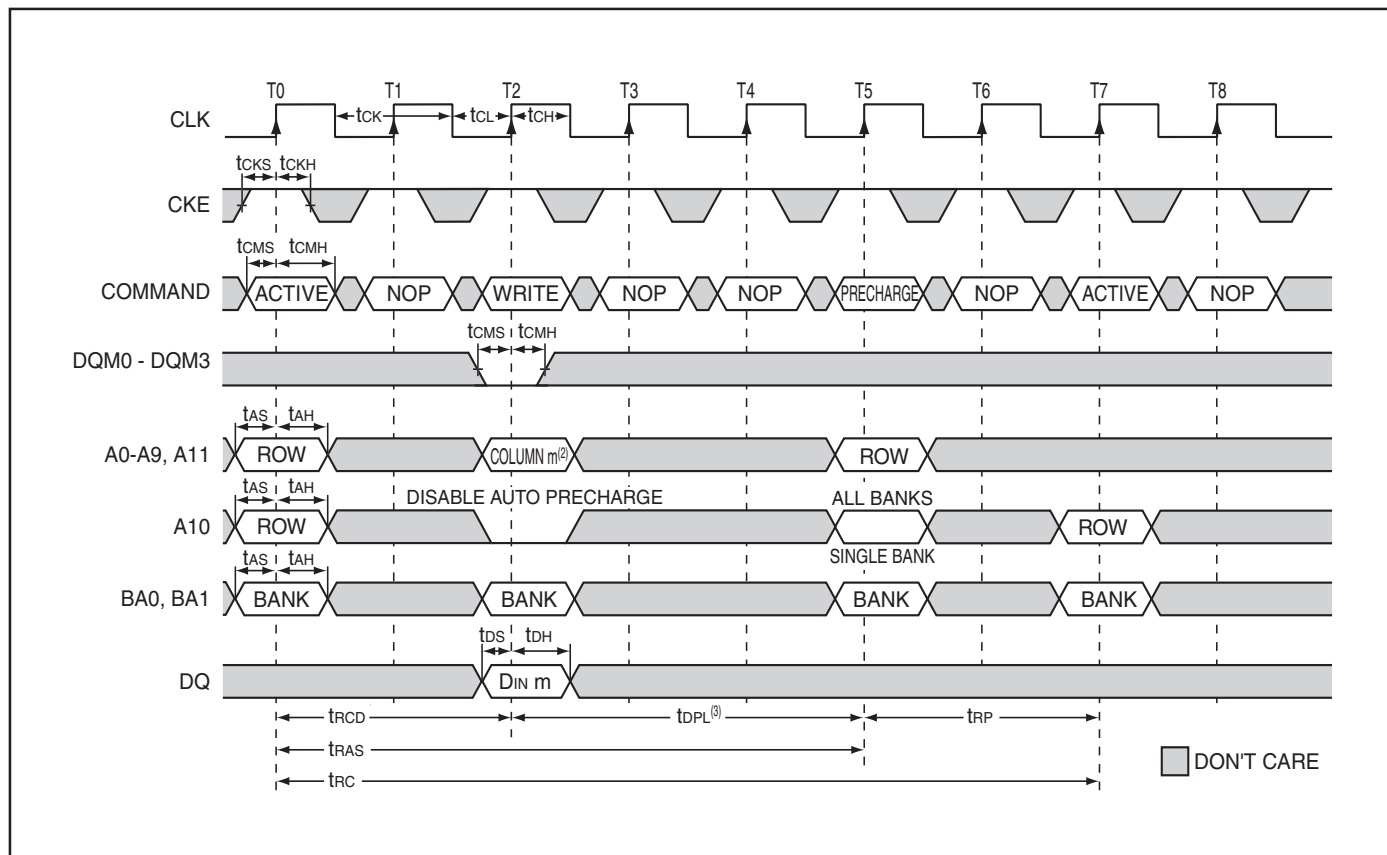 T0 T1 T2 T3 T4 T5 T6 T7 T8
CLK tCK tCL tCH
tCKS tCKH
CKE
tCMS tCMH
COMMAND ACTIVE NOP WRITE NOP NOP PRECHARGE NOP ACTIVE NOP
tCMS tCMH
DQM0 - DQM3
tAS tAH
A0-A9, A11 ROW COLUMN m(2) ROW
tAS tAH DISABLE AUTO PRECHARGE ALL BANKS
A10 ROW ROW
tAS tAH SINGLE BANK
BA0, BA1 BANK BANK BANK BANK
tDS tDH
DQ DIN m
tRCD tDPL(3) tRP
tRAS
DON'T CARE
tRC